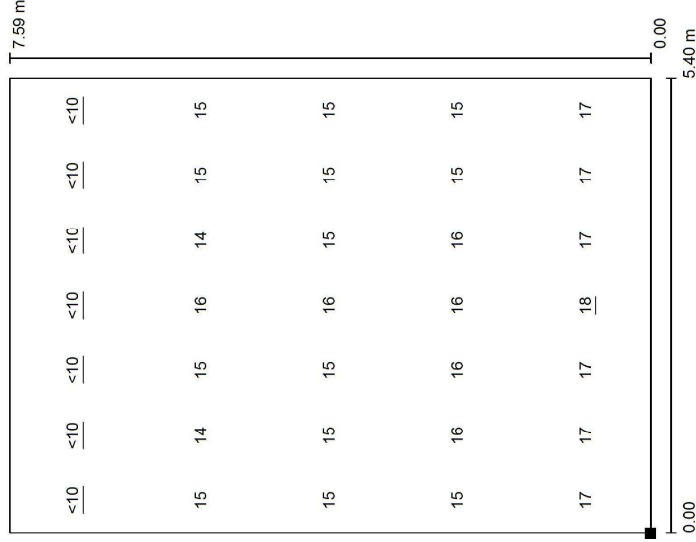 7.59 m
<10 <10 <10 <10 <10 <10 <10
15 14 15 16 14 15 15
15 15 15 16 15 15 15
15 16 16 16 16 15 15
17 17 17 18 17 17 17
0.00
0.00 5.40 m